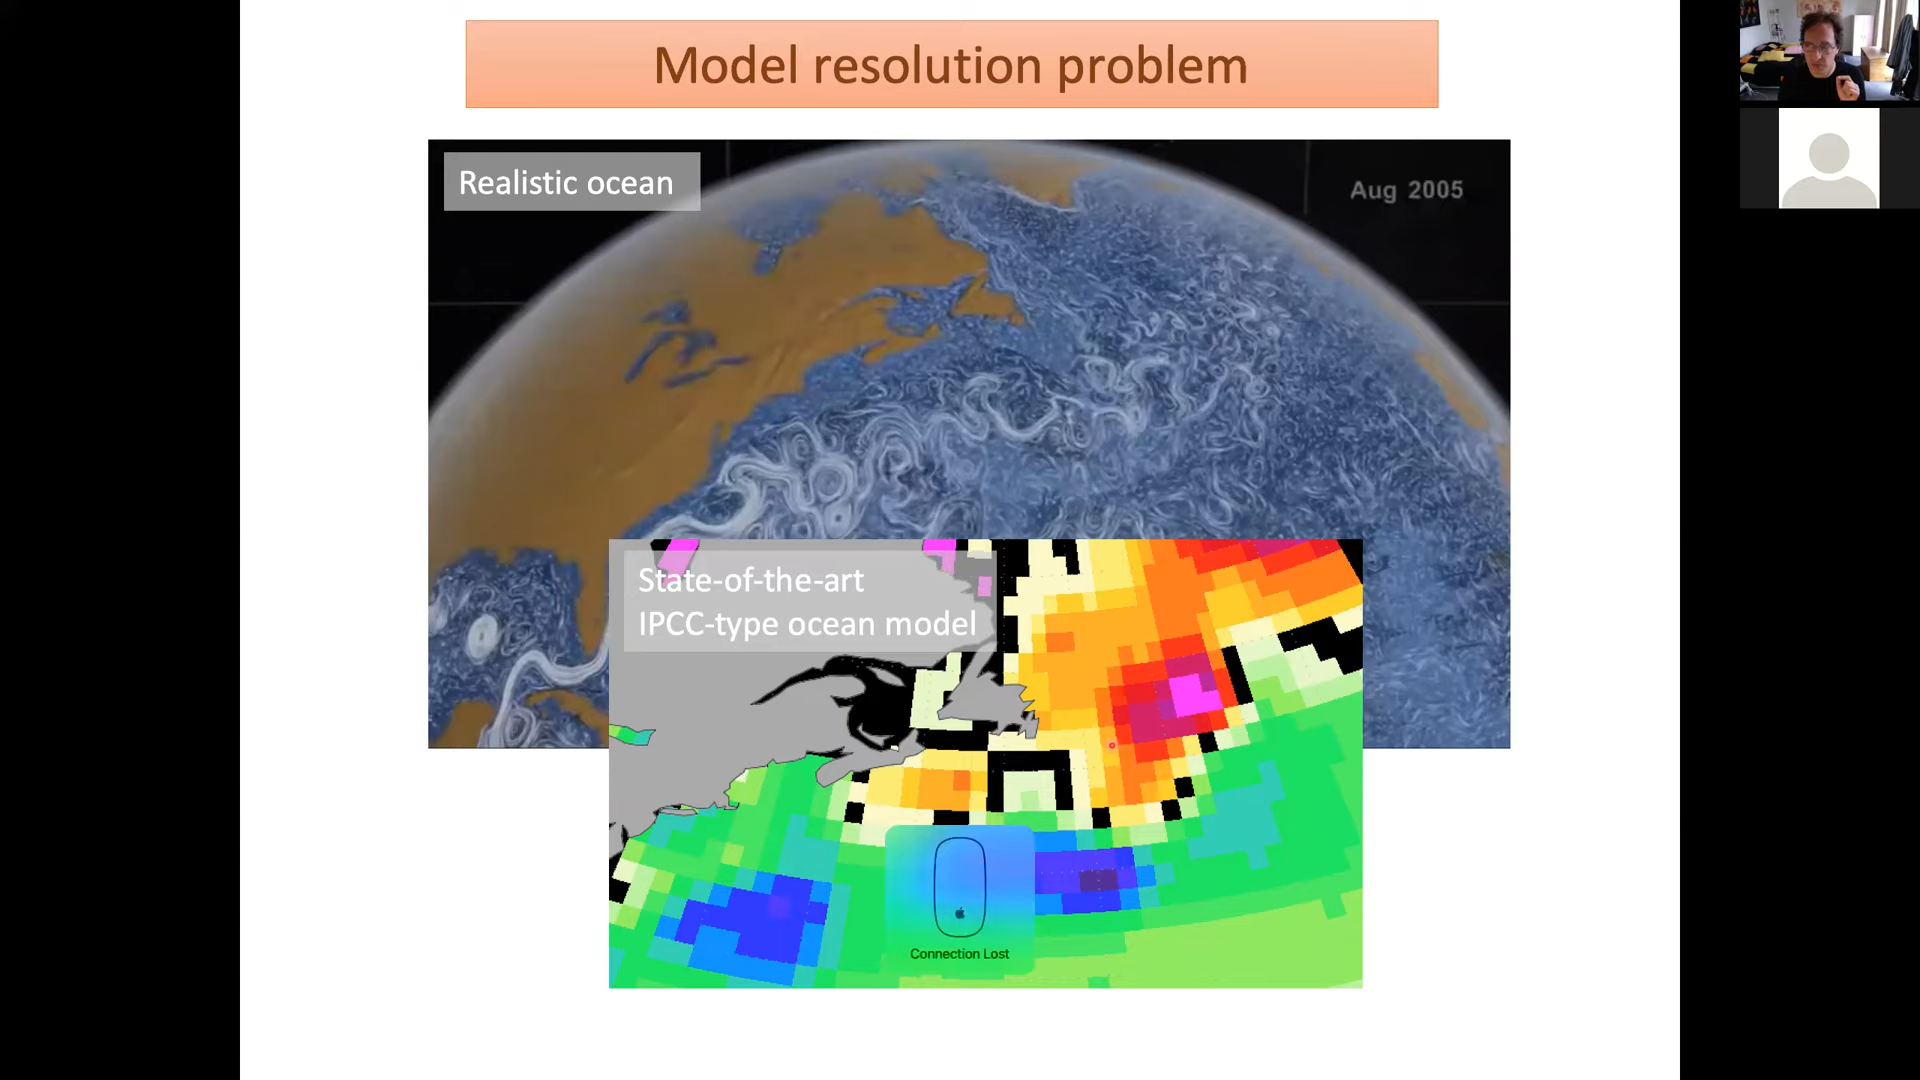 Model resolution problem
Realistic ocean
Aug 2005
State-of-the-art
IPCC-type ocean model
Connection Lost